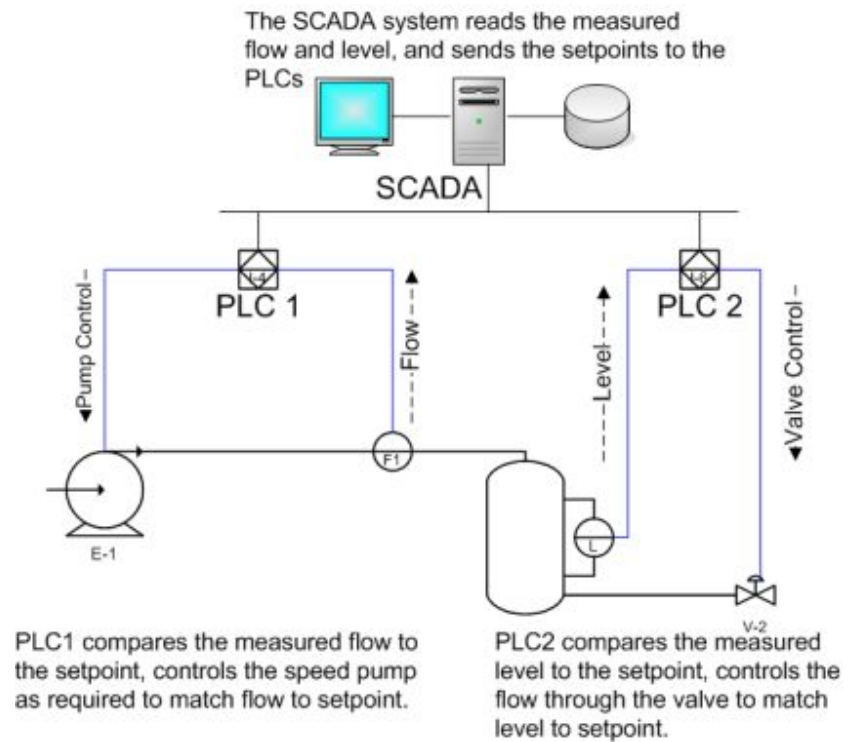 The SCADA system reads the measured
flow and level, and sends the setpoints to the
PLCs
SCADA
I-4
PLC 1
I-8
PLC 2
Pump Control
Flow
Level
Valve Control
F1
L
E-1
V-2
PLC1 compares the measured flow to
the setpoint, controls the speed pump
as required to match flow to setpoint.
PLC2 compares the measured
level to the setpoint, controls the
flow through the valve to match
level to setpoint.